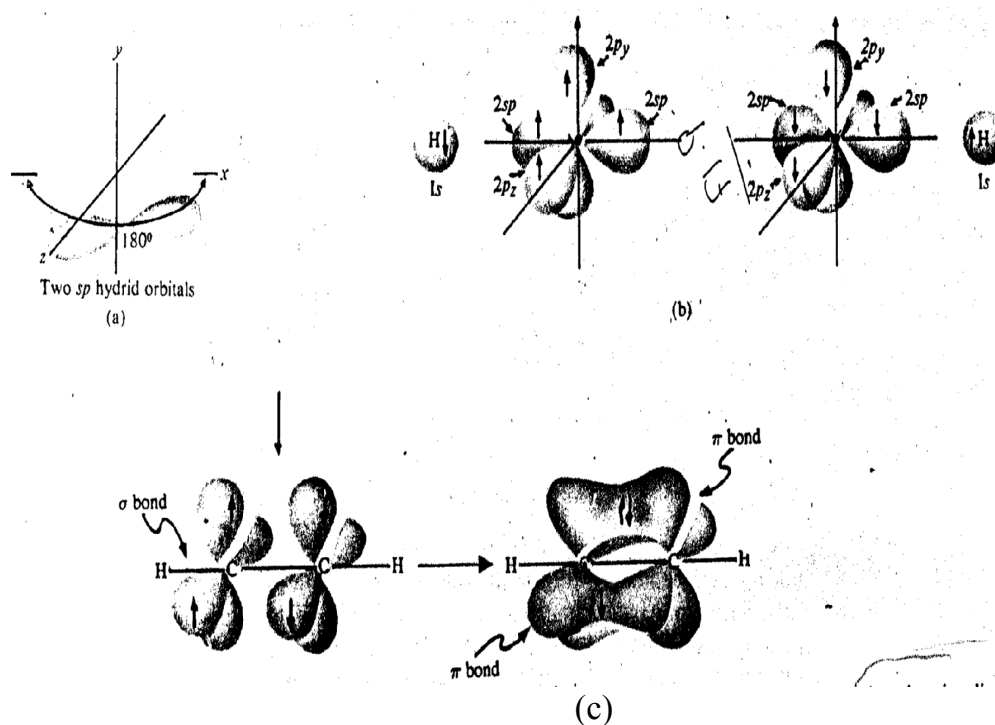 y
x
z
180°
Two sp hydrid orbitals
(a)
2py
2sp
2sp
H
1s
2pz
2py
2sp
2sp
H
1s
2pz
(b)
σ bond
H
C
C
H
π bond
H
C
C
H
π bond
(c)